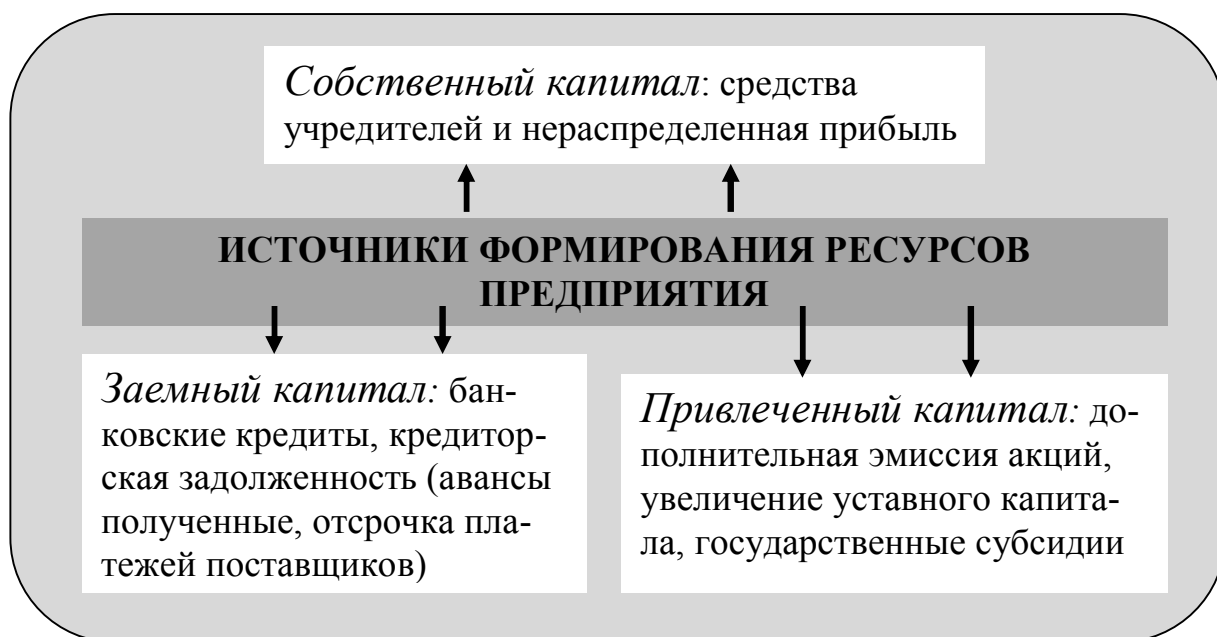 Собственный капитал: средства
учредителей и нераспределенная прибыль
ИСТОЧНИКИ ФОРМИРОВАНИЯ РЕСУРСОВ
ПРЕДПРИЯТИЯ
Заемный капитал: бан-
ковские кредиты, кредитор-
ская задолженность (авансы
полученные, отсрочка пла-
тежей поставщиков)
Привлеченный капитал: до-
полнительная эмиссия акций,
увеличение уставного капита-
ла, государственные субсидии